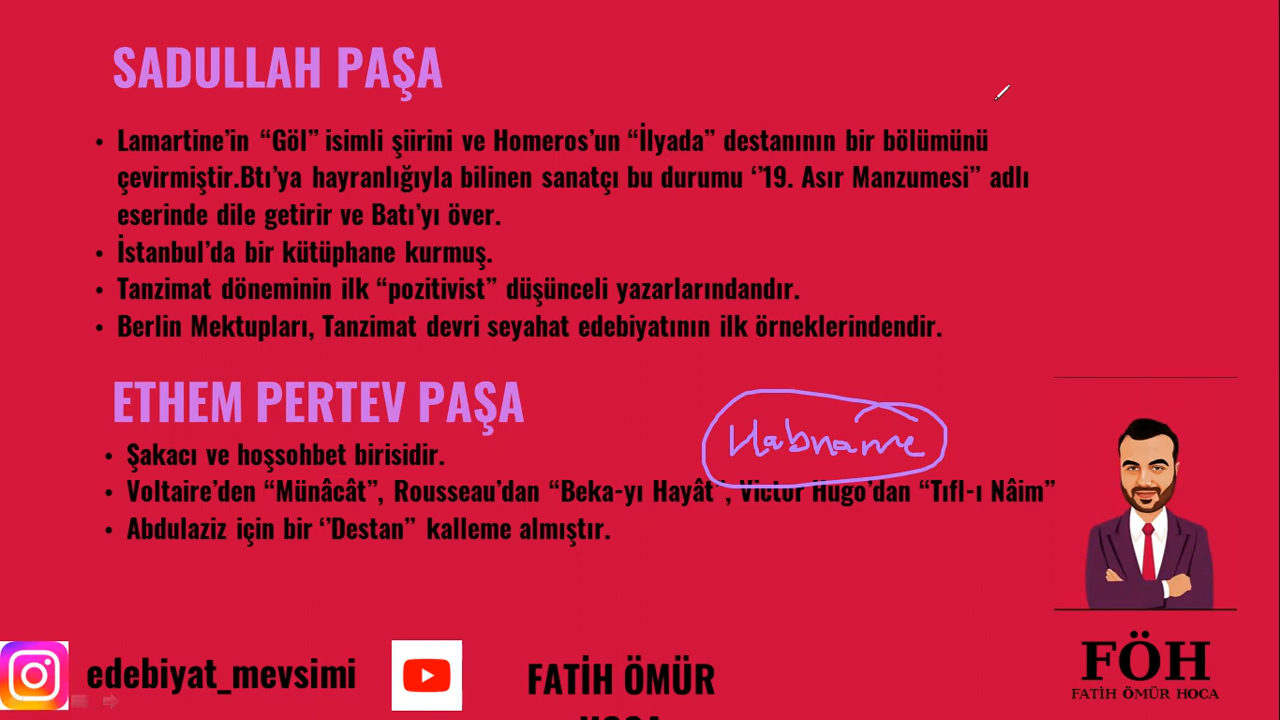 SADULLAH PAŞA
• Lamartine’in “Göl” isimli şiirini ve Homeros’un “İlyada” destanının bir bölümünü
çevirmiştir.Btı’ya hayranlığıyla bilinen sanatçı bu durumu ‘’19. Asır Manzumesi” adlı
eserinde dile getirir ve Batı’yı över.
• İstanbul’da bir kütüphane kurmuş.
• Tanzimat döneminin ilk “pozitivist” düşünceli yazarlarındandır.
• Berlin Mektupları, Tanzimat devri seyahat edebiyatının ilk örneklerindendir.
ETHEM PERTEV PAŞA
Habname
• Şakacı ve hoşsohbet birisidir.
• Voltaire’den “Münâcât”, Rousseau’dan “Beka-yı Hayât”, Victor Hugo’dan “Tıfl-ı Nâim”
• Abdulaziz için bir ‘’Destan” kalleme almıştır.
FÖH
FATİH ÖMÜR HOCA
edebiyat_mevsimi
FATİH ÖMÜR
HOCA